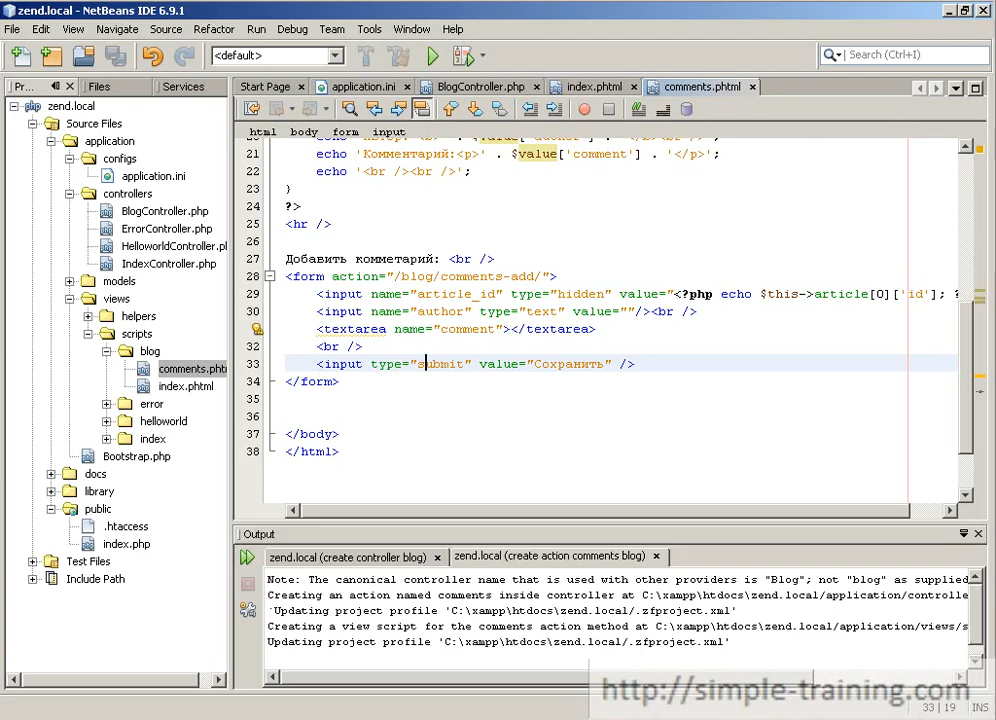 zend.local - NetBeans IDE 6.9.1
File Edit View Navigate Source Refactor Run Debug Team Tools Window Help
<default>
Search (Ctrl+I)
Pr... Files Services
Start Page application.ini BlogController.php index.phtml comments.phtml
html body form input
zend.local
Source Files
application
configs
application.ini
controllers
BlogController.php
ErrorController.php
HelloworldController.pl
IndexController.php
models
views
helpers
scripts
blog
comments.phtr
index.phtml
error
helloworld
index
Bootstrap.php
docs
library
public
.htaccess
index.php
Test Files
Include Path
21 echo 'Комментарий:<p>' . $value['comment'] . '</p>';
22 echo '<br /><br />';
23 }
24 ?>
25 <hr />
26
27 Добавить комметарий: <br />
28 <form action="/blog/comments-add/">
29 <input name="article_id" type="hidden" value="<?php echo $this->article[0]['id']; ?
30 <input name="author" type="text" value=""/><br />
31 <textarea name="comment"></textarea>
32 <br />
33 <input type="submit" value="Сохранить" />
34 </form>
35
36
37 </body>
38 </html>
Output
zend.local (create controller blog) zend.local (create action comments blog)
Note: The canonical controller name that is used with other providers is "Blog"; not "blog" as supplied
Creating an action named comments inside controller at C:\xampp\htdocs\zend.local/application/controlle
`Updating project profile 'C:\xampp\htdocs\zend.local/.zfproject.xml'
Creating a view script for the comments action method at C:\xampp\htdocs\zend.local/application/views/s
Updating project profile 'C:\xampp\htdocs\zend.local/.zfproject.xml'
http://simple-training.com
33 | 19 INS